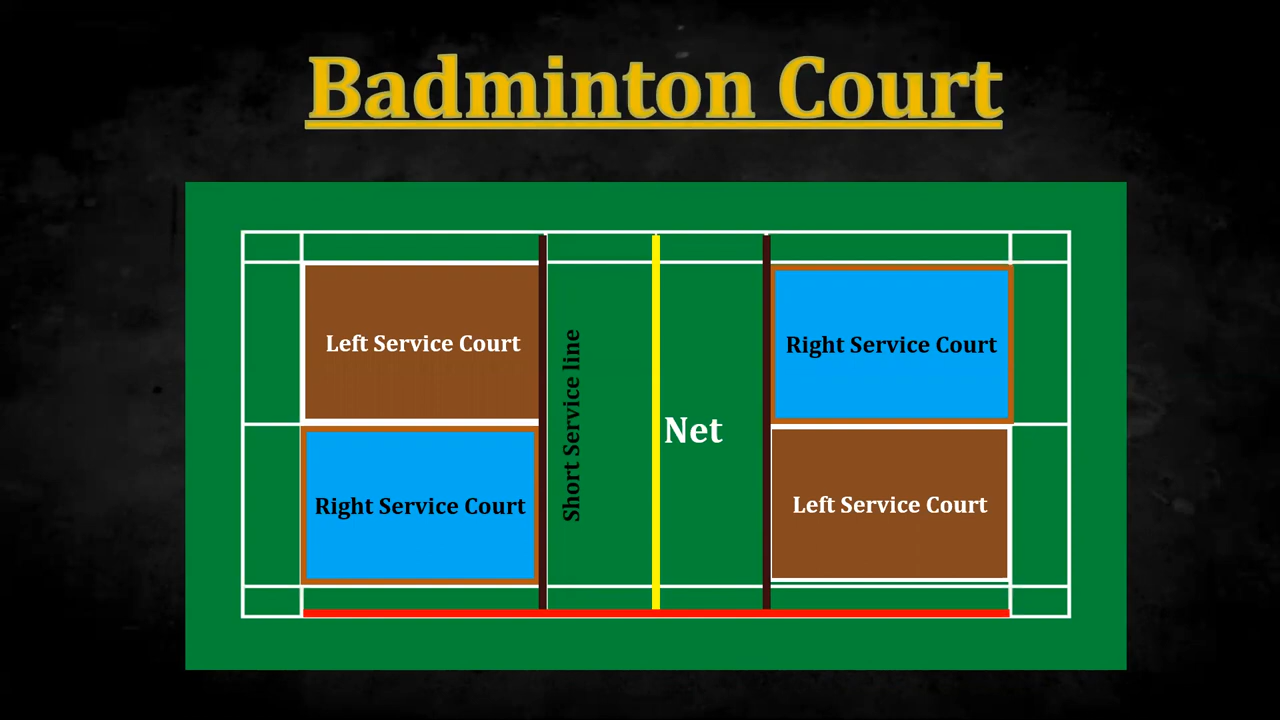 Badminton Court
Left Service Court
Right Service Court
Short Service line
Net
Right Service Court
Left Service Court